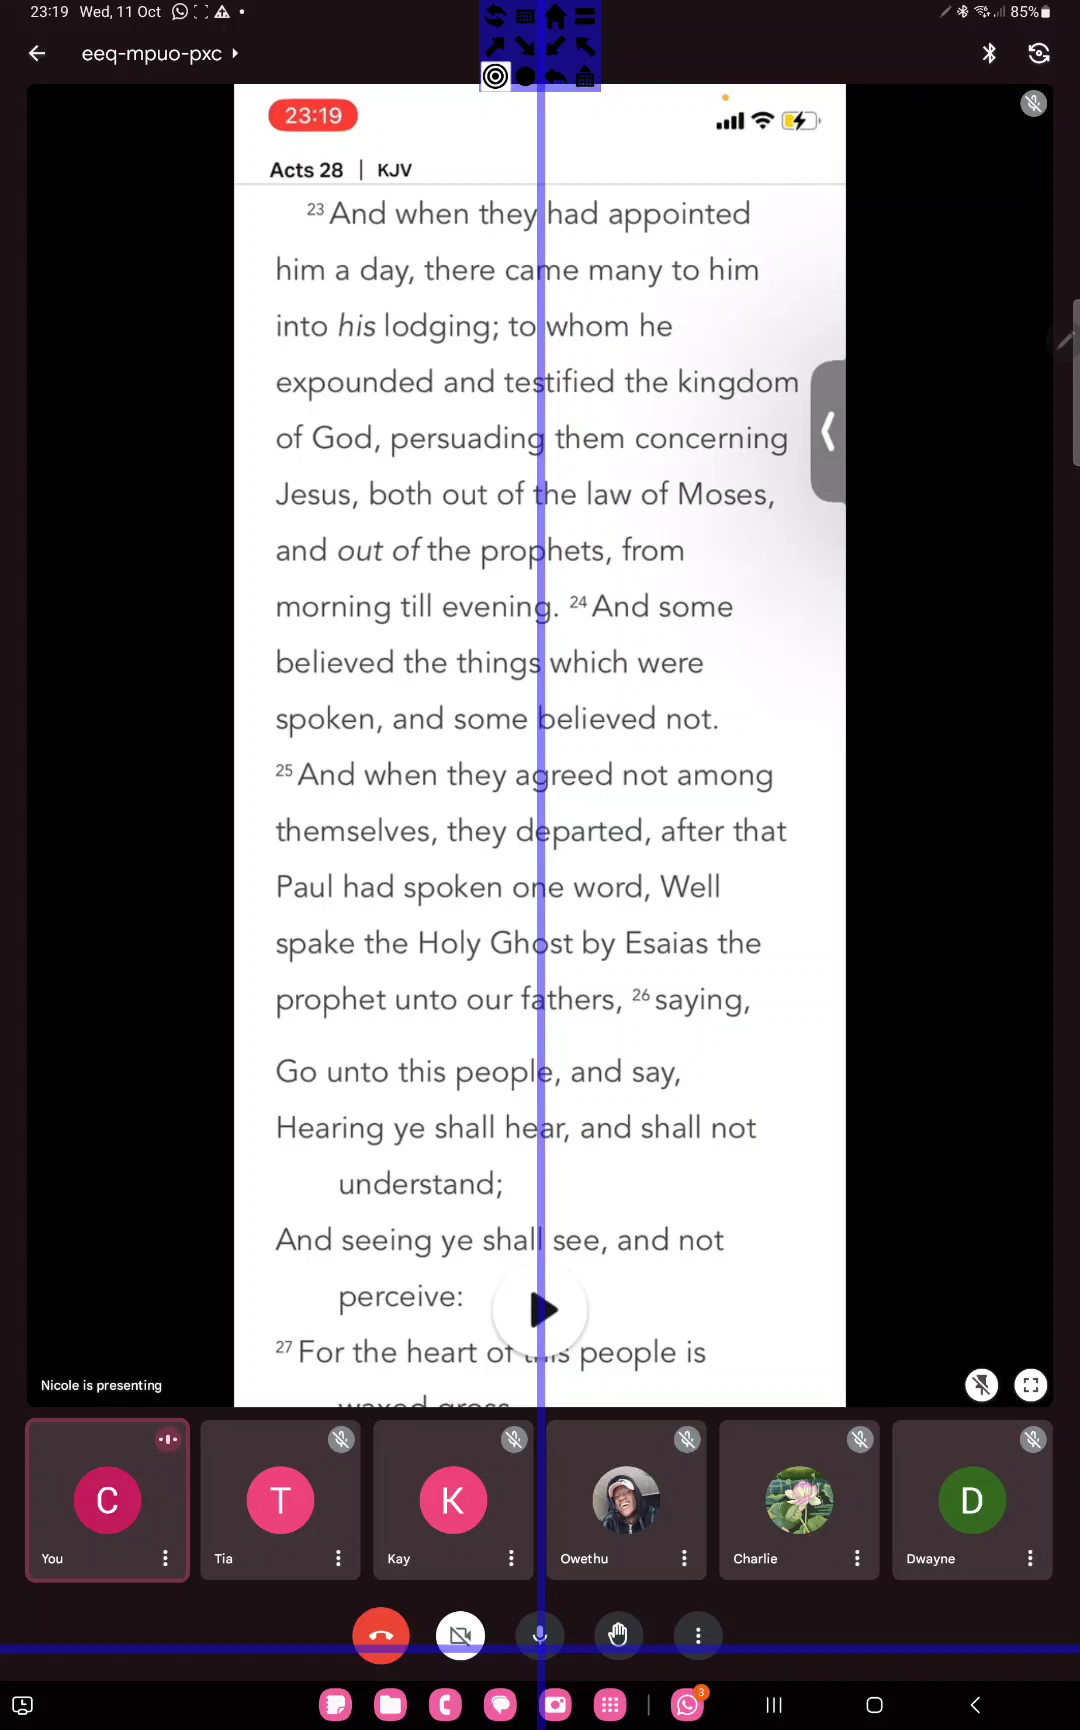 23:19 Wed, 11 Oct
85%
eeq-mpuo-pxc
23:19
Acts 28 | KJV
23 And when they had appointed
him a day, there came many to him
into his lodging; to whom he
expounded and testified the kingdom
of God, persuading them concerning
Jesus, both out of the law of Moses,
and out of the prophets, from
morning till evening. 24 And some
believed the things which were
spoken, and some believed not.
25 And when they agreed not among
themselves, they departed, after that
Paul had spoken one word, Well
spake the Holy Ghost by Esaias the
prophet unto our fathers, 26 saying,
Go unto this people, and say,
Hearing ye shall hear, and shall not
understand;
And seeing ye shall see, and not
perceive:
27 For the heart of this people is
waxed gross
Nicole is presenting
C
T
K
D
You
Tia
Kay
Owethu
Charlie
Dwayne
3